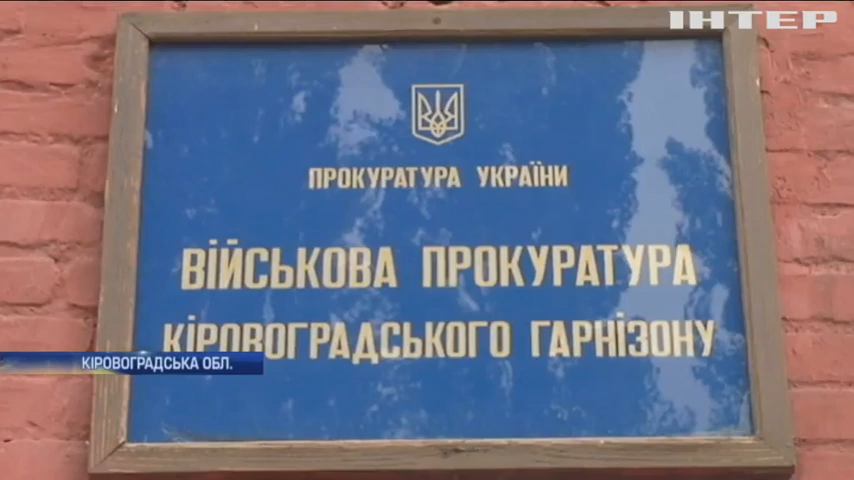 ІНТЕР
ПРОКУРАТУРА УКРАЇНИ
ВІЙСЬКОВА ПРОКУРАТУРА
КІРОВОГРАДСЬКОГО ГАРНІЗОНУ
КІРОВОГРАДСЬКА ОБЛ.